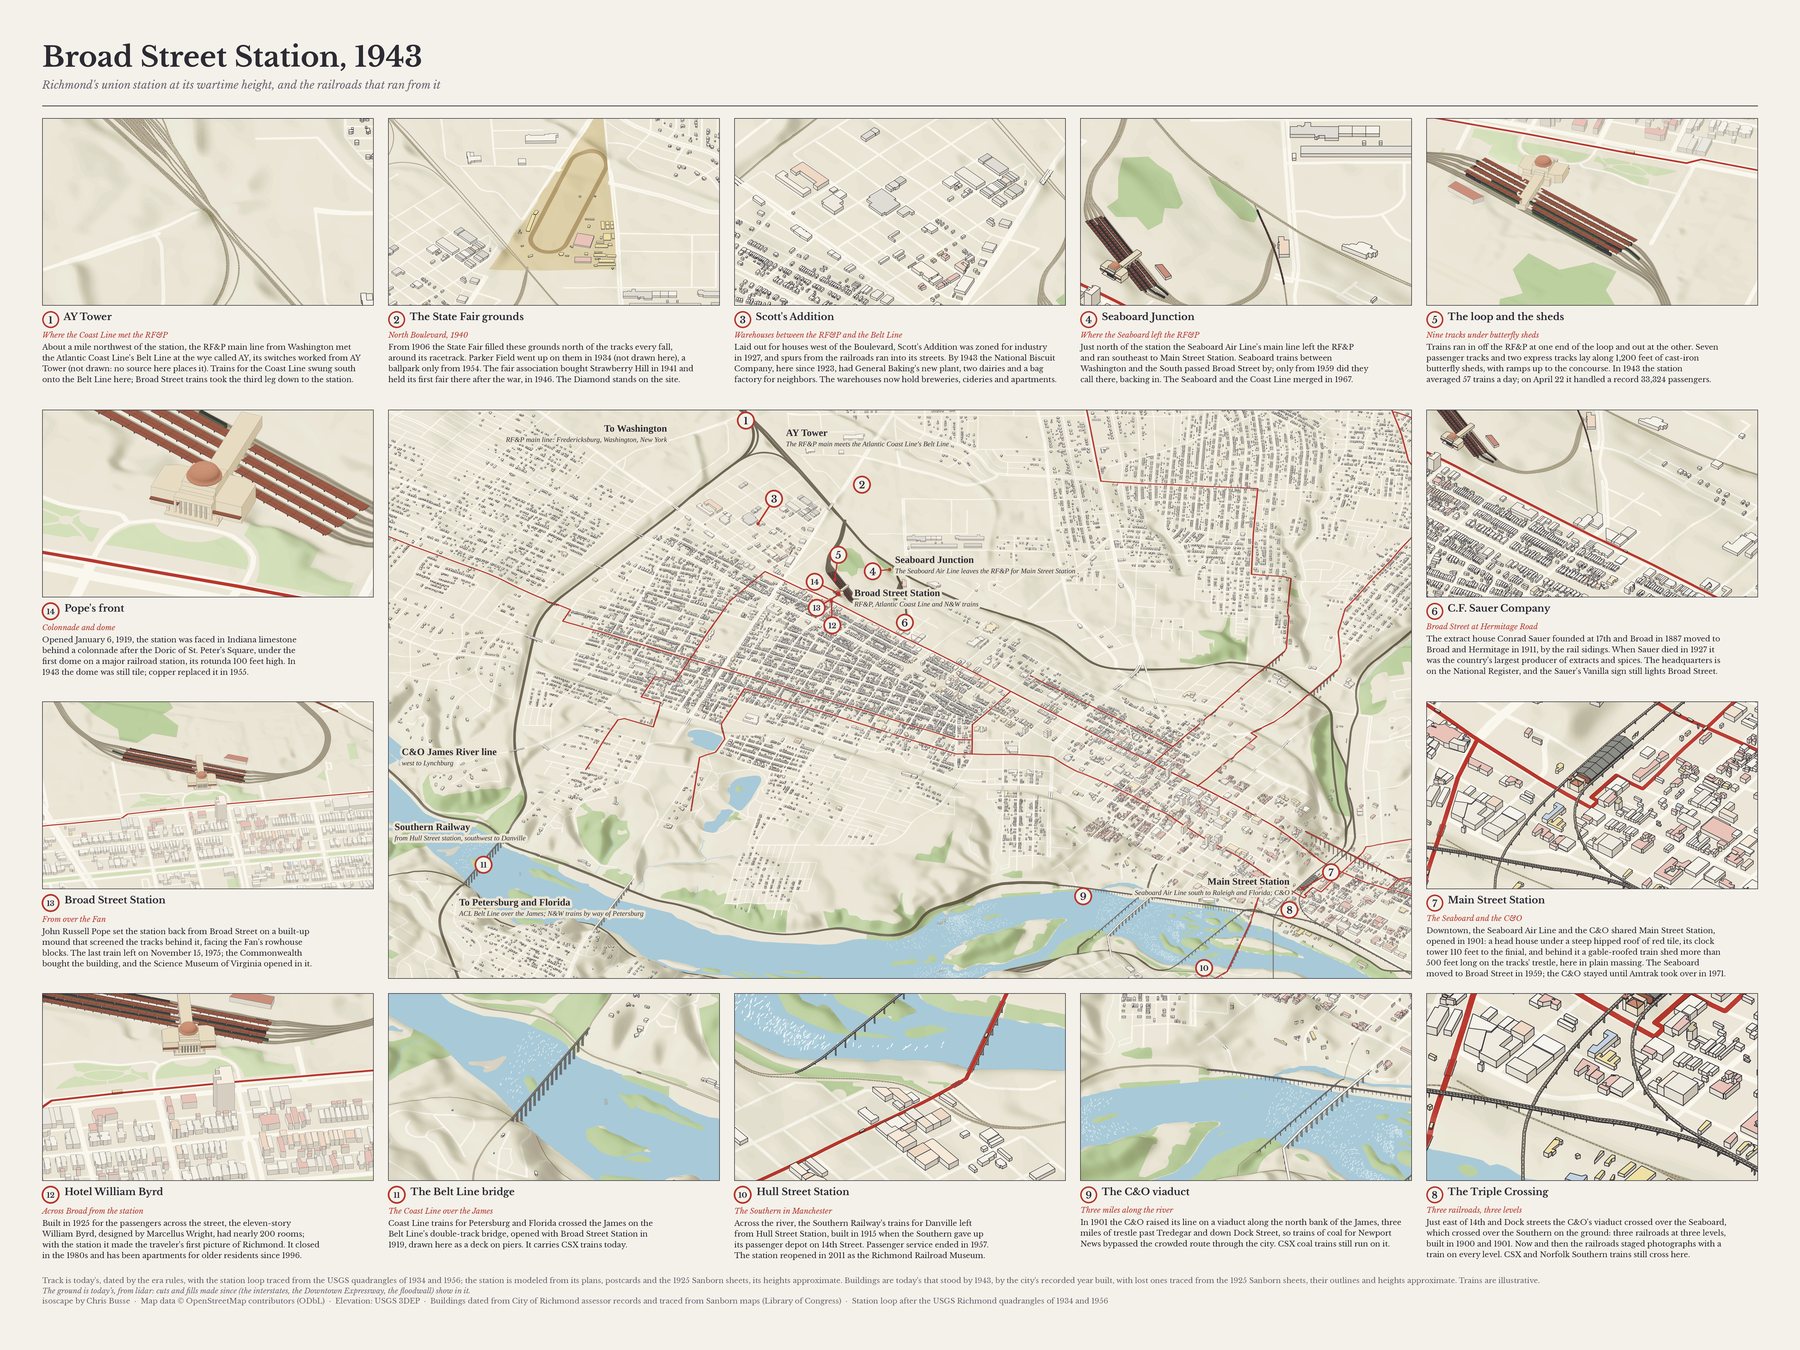 Broad Street Station, 1943
Richmond's union station at its wartime height, and the railroads that ran from it
1 AY Tower
Where the Coast Line met the RF&P
About a mile northwest of the station, the RF&P main line from Washington met
the Atlantic Coast Line's Belt Line at the wye called AY, its switches worked from AY
Tower (not drawn: no source here places it). Trains for the Coast Line swung south
onto the Belt Line here; Broad Street trains took the third leg down to the station.
2 The State Fair grounds
North Boulevard, 1940
From 1906 the State Fair filled these grounds north of the tracks every fall,
around its racetrack. Parker Field went up on them in 1934 (not drawn here), a
ballpark only from 1954. The fair association bought Strawberry Hill in 1941 and
held its first fair there after the war, in 1946. The Diamond stands on the site.
3 Scott's Addition
Warehouses between the RF&P and the Belt Line
Laid out for houses west of the Boulevard, Scott's Addition was zoned for industry
in 1927, and spurs from the railroads ran into its streets. By 1943 the National Biscuit
Company, here since 1923, had General Baking's new plant, two dairies and a bag
factory for neighbors. The warehouses now hold breweries, cideries and apartments.
4 Seaboard Junction
Where the Seaboard left the RF&P
Just north of the station the Seaboard Air Line's main line left the RF&P
and ran southeast to Main Street Station. Seaboard trains between
Washington and the South passed Broad Street by; only from 1959 did they
call there, backing in. The Seaboard and the Coast Line merged in 1967.
5 The loop and the sheds
Nine tracks under butterfly sheds
Trains ran in off the RF&P at one end of the loop and out at the other. Seven
passenger tracks and two express tracks lay along 1,200 feet of cast-iron
butterfly sheds, with ramps up to the concourse. In 1943 the station
averaged 57 trains a day; on April 22 it handled a record 33,324 passengers.
14 Pope's front
Colonnade and dome
Opened January 6, 1919, the station was faced in Indiana limestone
behind a colonnade after the Doric of St. Peter's Square, under the
first dome on a major railroad station, its rotunda 100 feet high. In
1943 the dome was still tile; copper replaced it in 1955.
13 Broad Street Station
From over the Fan
John Russell Pope set the station back from Broad Street on a built-up
mound that screened the tracks behind it, facing the Fan's rowhouse
blocks. The last train left on November 15, 1975; the Commonwealth
bought the building, and the Science Museum of Virginia opened in it.
1
To Washington
RF&P main line: Fredericksburg, Washington, New York
AY Tower
The RF&P main meets the Atlantic Coast Line's Belt Line
2
3
5
Seaboard Junction
4
The Seaboard Air Line leaves the RF&P for Main Street Station
14
Broad Street Station
RF&P, Atlantic Coast Line and N&W trains
13
12
6
C&O James River line
west to Lynchburg
Southern Railway
from Hull Street station, southwest to Danville
11
To Petersburg and Florida
ACL Belt Line over the James; N&W trains by way of Petersburg
7
Main Street Station
Seaboard Air Line south to Raleigh and Florida; C&O
9
8
10
6 C.F. Sauer Company
Broad Street at Hermitage Road
The extract house Conrad Sauer founded at 17th and Broad in 1887 moved to
Broad and Hermitage in 1911, by the rail sidings. When Sauer died in 1927 it
was the country's largest producer of extracts and spices. The headquarters is
on the National Register, and the Sauer's Vanilla sign still lights Broad Street.
7 Main Street Station
The Seaboard and the C&O
Downtown, the Seaboard Air Line and the C&O shared Main Street Station,
opened in 1901: a head house under a steep hipped roof of red tile, its clock
tower 110 feet to the finial, and behind it a gable-roofed train shed more than
500 feet long on the tracks' trestle, here in plain massing. The Seaboard
moved to Broad Street in 1959; the C&O stayed until Amtrak took over in 1971.
12 Hotel William Byrd
Across Broad from the station
Built in 1925 for the passengers across the street, the eleven-story
William Byrd, designed by Marcellus Wright, had nearly 200 rooms;
with the station it made the traveler's first picture of Richmond. It closed
in the 1980s and has been apartments for older residents since 1996.
11 The Belt Line bridge
The Coast Line over the James
Coast Line trains for Petersburg and Florida crossed the James on the
Belt Line's double-track bridge, opened with Broad Street Station in
1919, drawn here as a deck on piers. It carries CSX trains today.
10 Hull Street Station
The Southern in Manchester
Across the river, the Southern Railway's trains for Danville left
from Hull Street Station, built in 1915 when the Southern gave up
its passenger depot on 14th Street. Passenger service ended in 1957.
The station reopened in 2011 as the Richmond Railroad Museum.
9 The C&O viaduct
Three miles along the river
In 1901 the C&O raised its line on a viaduct along the north bank of the James, three
miles of trestle past Tredegar and down Dock Street, so trains of coal for Newport
News bypassed the crowded route through the city. CSX coal trains still run on it.
8 The Triple Crossing
Three railroads, three levels
Just east of 14th and Dock streets the C&O's viaduct crossed over the Seaboard,
which crossed over the Southern on the ground: three railroads at three levels,
built in 1900 and 1901. Now and then the railroads staged photographs with a
train on every level. CSX and Norfolk Southern trains still cross here.
Track is today's, dated by the era rules, with the station loop traced from the USGS quadrangles of 1934 and 1956; the station is modeled from its plans, postcards and the 1925 Sanborn sheets, its heights approximate. Buildings are today's that stood by 1943, by the city's recorded year built, with lost ones traced from the 1925 Sanborn sheets, their outlines and heights approximate. Trains are illustrative.
The ground is today's, from lidar: cuts and fills made since (the interstates, the Downtown Expressway, the floodwall) show in it.
isoscape by Chris Busse · Map data © OpenStreetMap contributors (ODbL) · Elevation: USGS 3DEP · Buildings dated from City of Richmond assessor records and traced from Sanborn maps (Library of Congress) · Station loop after the USGS Richmond quadrangles of 1934 and 1956